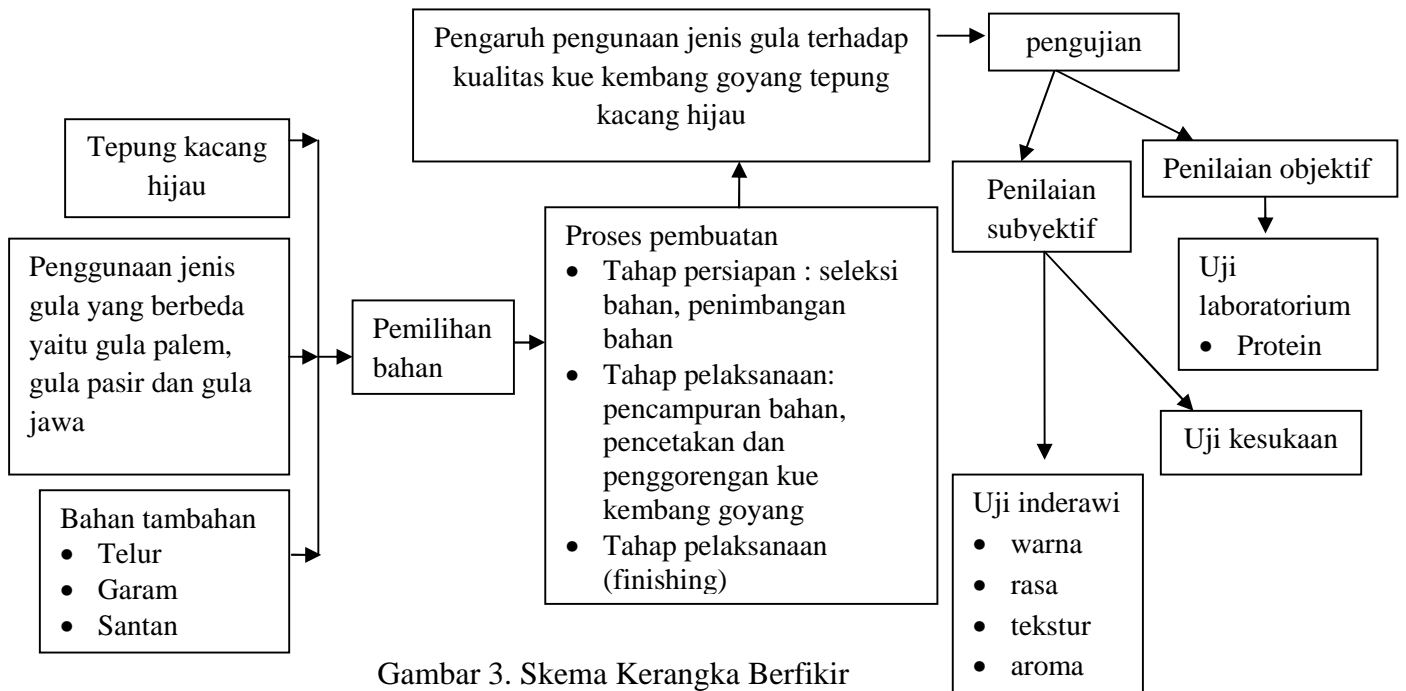 Pengaruh pengunaan jenis gula terhadap
kualitas kue kembang goyang tepung
kacang hijau
pengujian
Tepung kacang
hijau
Penggunaan jenis
gula yang berbeda
yaitu gula palem,
gula pasir dan gula
jawa
Bahan tambahan
• Telur
• Garam
• Santan
Pemilihan
bahan
Proses pembuatan
• Tahap persiapan : seleksi
bahan, penimbangan
bahan
• Tahap pelaksanaan:
pencampuran bahan,
pencetakan dan
penggorengan kue
kembang goyang
• Tahap pelaksanaan
(finishing)
Penilaian
subyektif
Penilaian objektif
Uji
laboratorium
• Protein
Uji kesukaan
Uji inderawi
• warna
• rasa
• tekstur
• aroma
Gambar 3. Skema Kerangka Berfikir